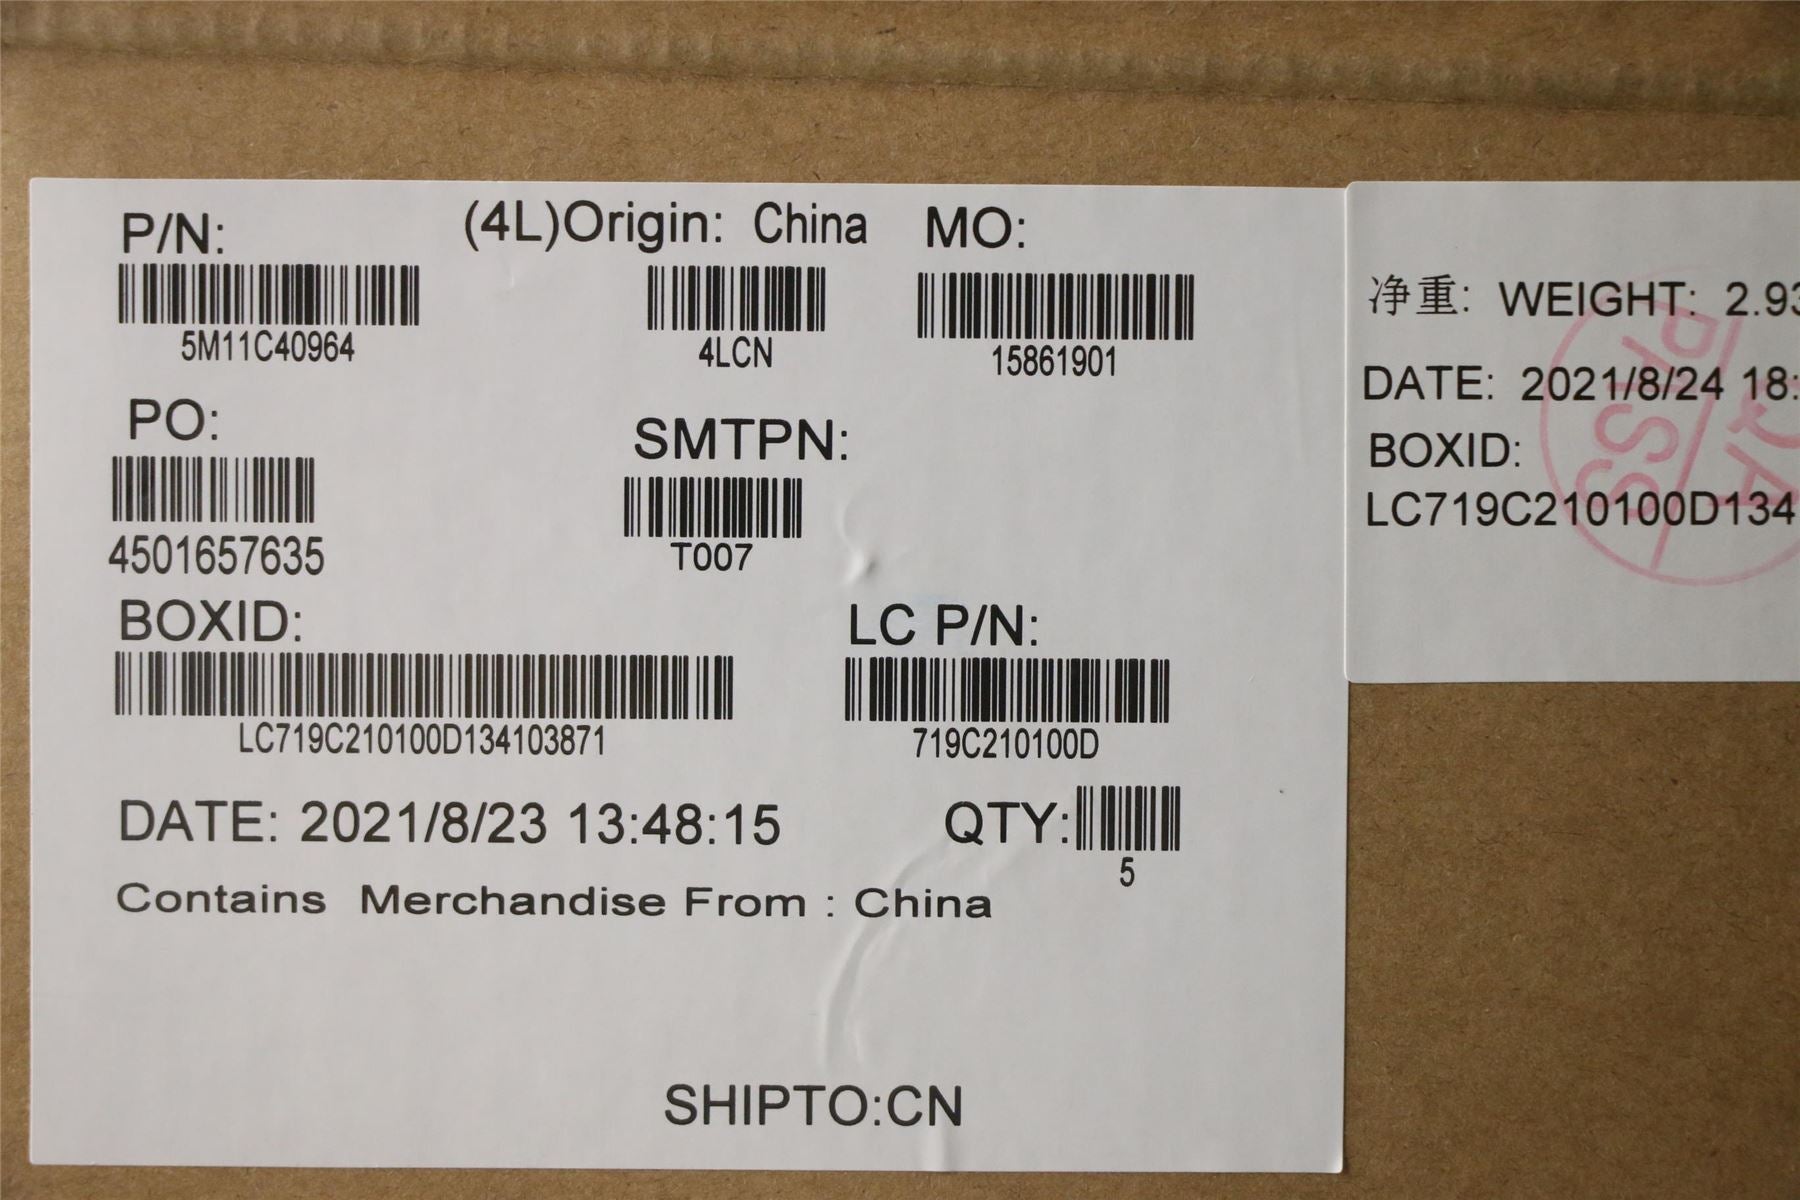 P/N:
(4L)Origin: China
MO:
5M11C40964
4LCN
15861901
PO:
SMTPN:
4501657635
T007
BOXID:
LC P/N:
LC719C210100D134103871
719C210100D
DATE: 2021/8/23 13:48:15
QTY:
5
Contains Merchandise From : China
SHIPTO:CN
净重: WEIGHT: 2.93
DATE: 2021/8/24 18:
BOXID:
LC719C210100D134
PASS
QA